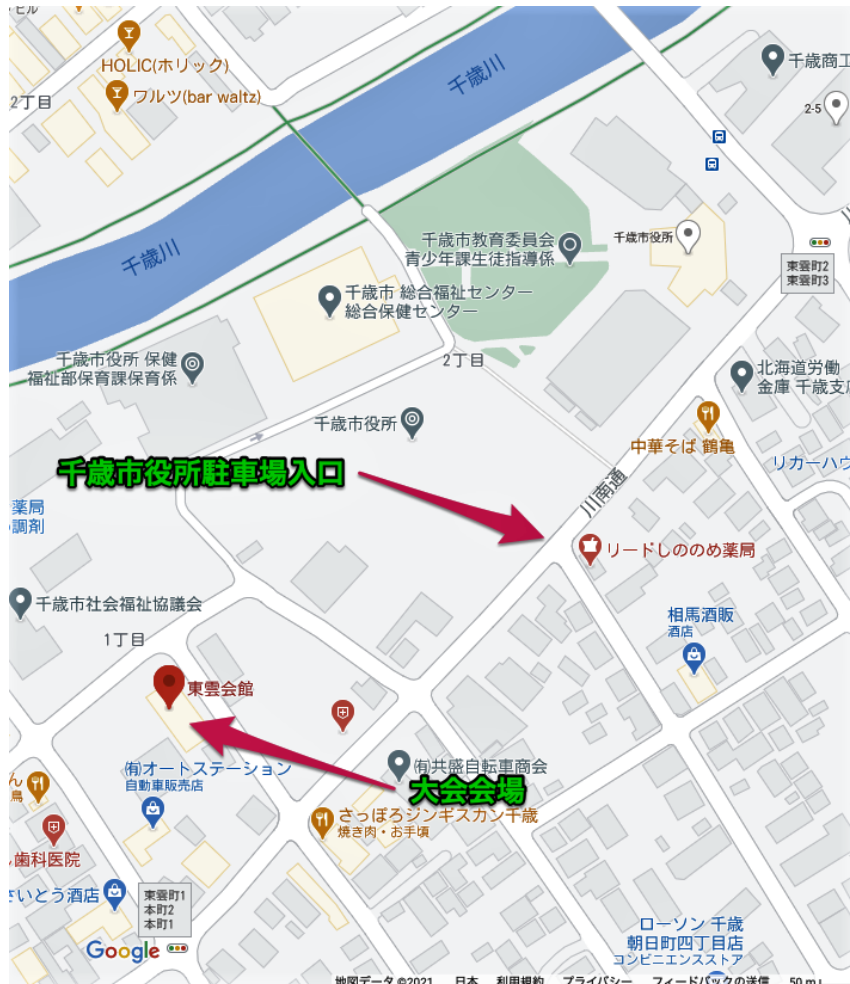 ビル
HOLIC(ホリック)
ワルツ(bar waltz)
2丁目
千歳川
千歳商工
2-5
千歳川
千歳市教育委員会
青少年課生徒指導係
千歳市役所
東雲町2
東雲町3
千歳市 総合福祉センター
総合保健センター
2丁目
千歳市役所 保健
福祉部保育課保育係
北海道労働
金庫 千歳支店
千歳市役所
中華そば 鶴亀
千歳市役所駐車場入口
川南通
リカーハウ
薬局
調剤
リードしののめ薬局
千歳市社会福祉協議会
相馬酒販
酒店
1丁目
東雲会館
(有)オートステーション
自動車販売店
(有)共盛自転車商会
大会会場
ん
鳥
さっぽろジンギスカン千歳
焼き肉・お手頃
歯科医院
さいとう酒店
東雲町1
本町2
本町1
ローソン 千歳
朝日町四丁目店
コンビニエンスストア
Google
地図データ ©2021 日本 利用規約 プライバシー フィードバックの送信 50 m